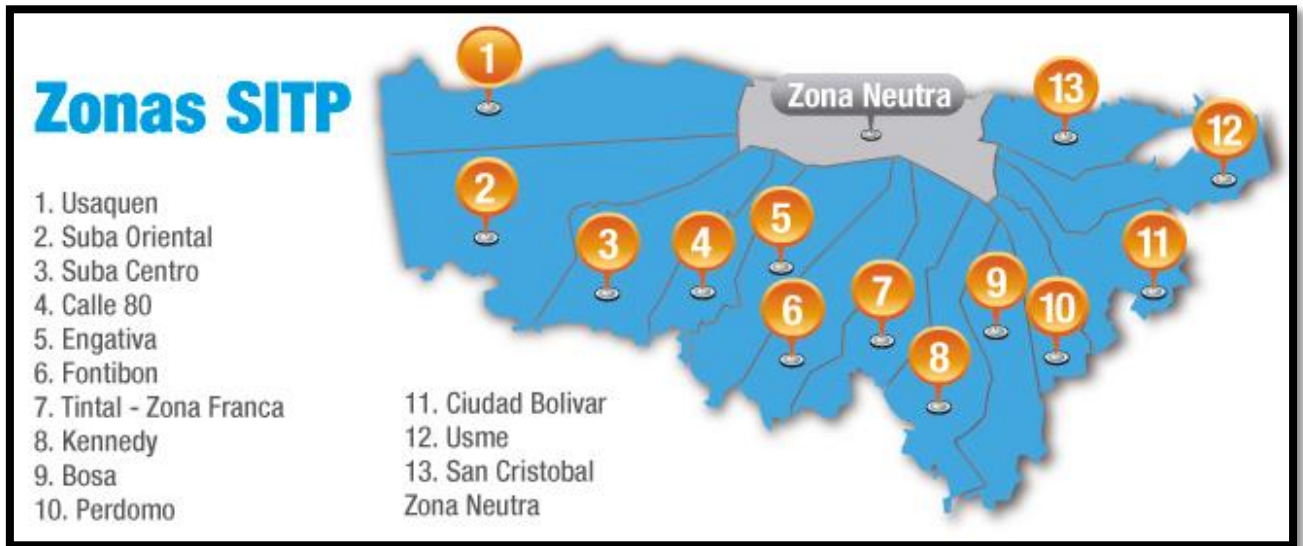 Zonas SITP
1. Usaquen
2. Suba Oriental
3. Suba Centro
4. Calle 80
5. Engativa
6. Fontibon
7. Tintal - Zona Franca
8. Kennedy
9. Bosa
10. Perdomo
11. Ciudad Bolivar
12. Usme
13. San Cristobal
Zona Neutra
1
Zona Neutra
13
12
2
5
3
4
11
6
7
9
10
8